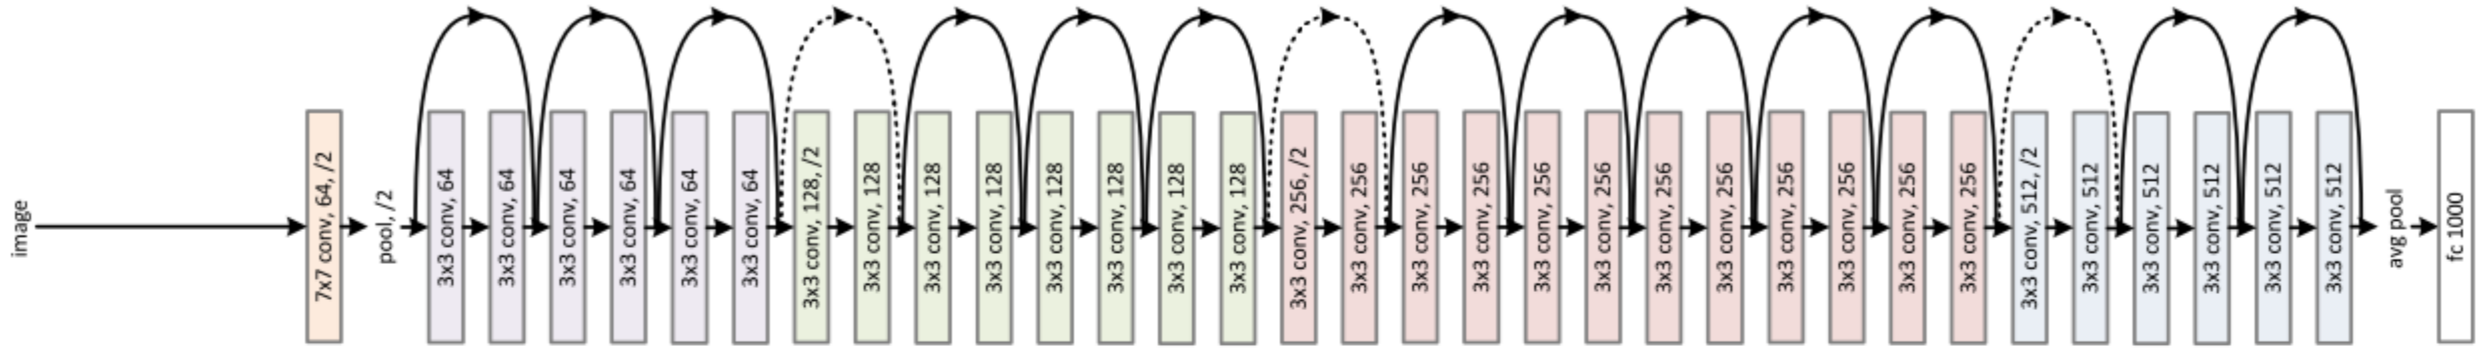 image
7x7 conv, 64, /2
pool, /2
3x3 conv, 64
3x3 conv, 64
3x3 conv, 64
3x3 conv, 64
3x3 conv, 64
3x3 conv, 64
3x3 conv, 128, /2
3x3 conv, 128
3x3 conv, 128
3x3 conv, 128
3x3 conv, 128
3x3 conv, 128
3x3 conv, 128
3x3 conv, 128
3x3 conv, 256, /2
3x3 conv, 256
3x3 conv, 256
3x3 conv, 256
3x3 conv, 256
3x3 conv, 256
3x3 conv, 256
3x3 conv, 256
3x3 conv, 256
3x3 conv, 256
3x3 conv, 256
3x3 conv, 256
3x3 conv, 512, /2
3x3 conv, 512
3x3 conv, 512
3x3 conv, 512
3x3 conv, 512
3x3 conv, 512
avg pool
fc 1000